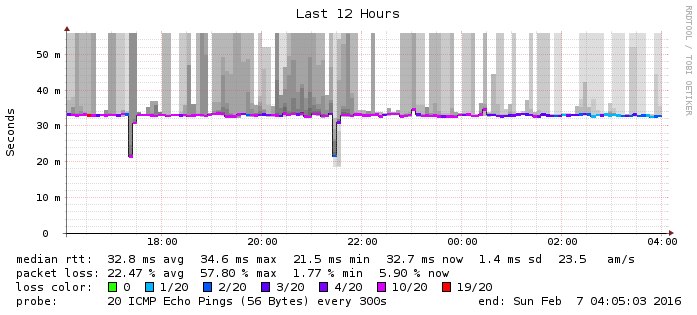 Last 12 Hours
RRDTOOL / TOBI OETIKER
Seconds
50 m
40 m
30 m
20 m
10 m
0
18:00 20:00 22:00 00:00 02:00 04:00
median rtt: 32.8 ms avg 34.6 ms max 21.5 ms min 32.7 ms now 1.4 ms sd 23.5 am/s
packet loss: 22.47 % avg 57.80 % max 1.77 % min 5.90 % now
loss color: 0 1/20 2/20 3/20 4/20 10/20 19/20
probe: 20 ICMP Echo Pings (56 Bytes) every 300s end: Sun Feb 7 04:05:03 2016